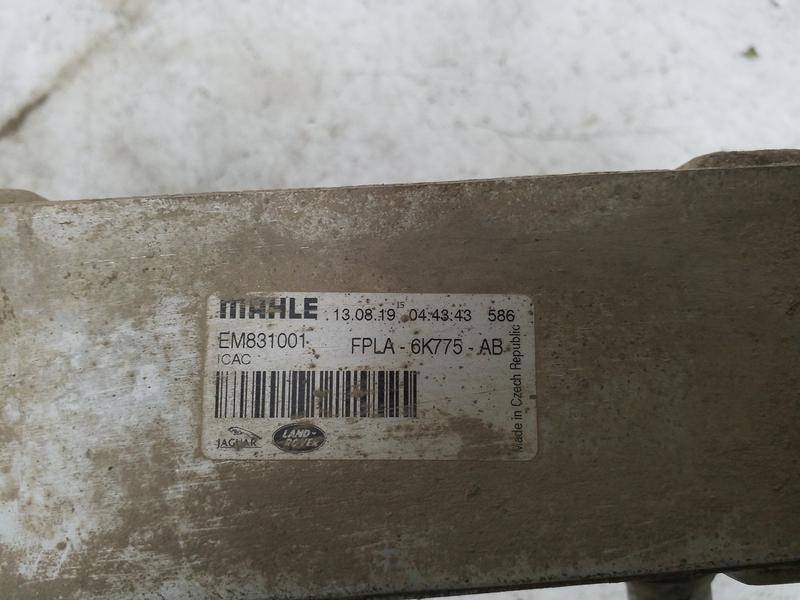 MAHLE 13.08.19 15 04:43:43 586
EM831001 FPLA - 6K775 - AB
ICAC
JAGUAR LAND-ROVER
Made in Czech Republic